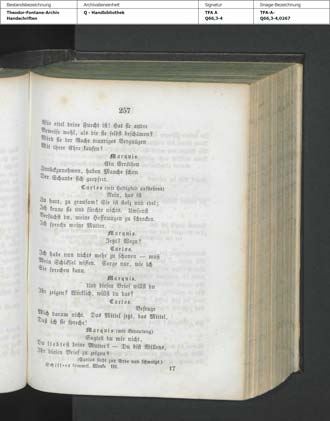 Bestandsbezeichnung Archivalieneinheit Signatur Image-Bezeichnung
Theodor-Fontane-Archiv Q - Handbibliothek TFA A TFA-A-
Handschriften Q66,3-4 Q66,3-4,0267
257
Wie eitel deine Furcht ist! Hat sie andre
Beweise wohl, als die sie selbst beschämen?
Wird sie der Rache trauriges Vergnügen
Mit ihrer Ehre kaufen?
Marquis.
Ein Erröthen
Zurückzunehmen, haben Manche schon
Der Schande sich geopfert.
Carlos (mit Heftigkeit aufstehend)
Nein, das ist
Zu hart, zu grausam! Sie ist stolz und edel;
Ich kenne sie und fürchte nichts. Umsonst
Versuchst du, meine Hoffnungen zu schrecken.
Ich spreche meine Mutter.
Marquis.
Jetzt? Wozu?
Carlos.
Ich habe nun nichts mehr zu schonen — muß
Mein Schicksal wissen. Sorge nur, wie ich
Sie sprechen kann.
Marquis.
Und diesen Brief willst du
Ihr zeigen? Wirklich, willst du das?
Carlos.
Befrage
Mich darum nicht. Das Mittel jetzt, das Mittel,
Daß ich sie spreche!
Marquis (mit Bedeutung)
Sagtest du mir nicht,
Du liebtest deine Mutter? — Du bist Willens,
Ihr diesen Brief zu zeigen?
(Carlos sieht zur Erde und schweigt.)
Schillers sämmtl. Werke III. 17